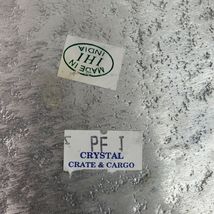 MADE IN
IHI
INDIA
PF I
CRYSTAL
CRATE & CARGO